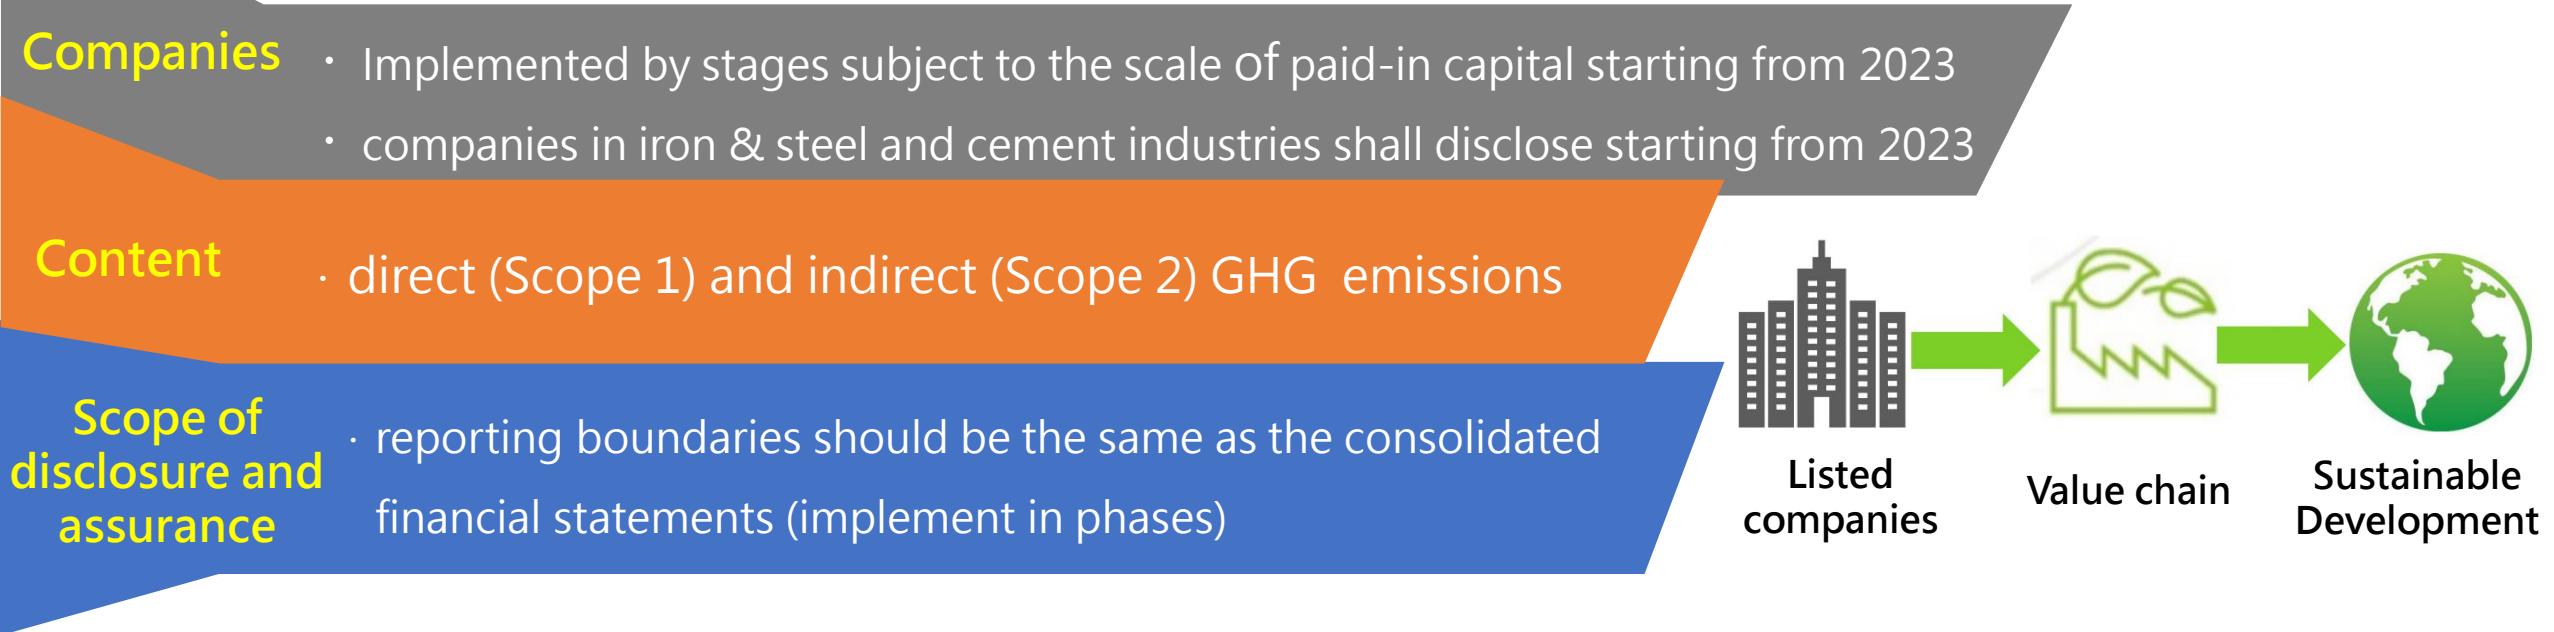 Companies
· Implemented by stages subject to the scale of paid-in capital starting from 2023
· companies in iron & steel and cement industries shall disclose starting from 2023
Content
· direct (Scope 1) and indirect (Scope 2) GHG emissions
Scope of
disclosure and
assurance
· reporting boundaries should be the same as the consolidated
financial statements (implement in phases)
Listed
companies
Value chain
Sustainable
Development